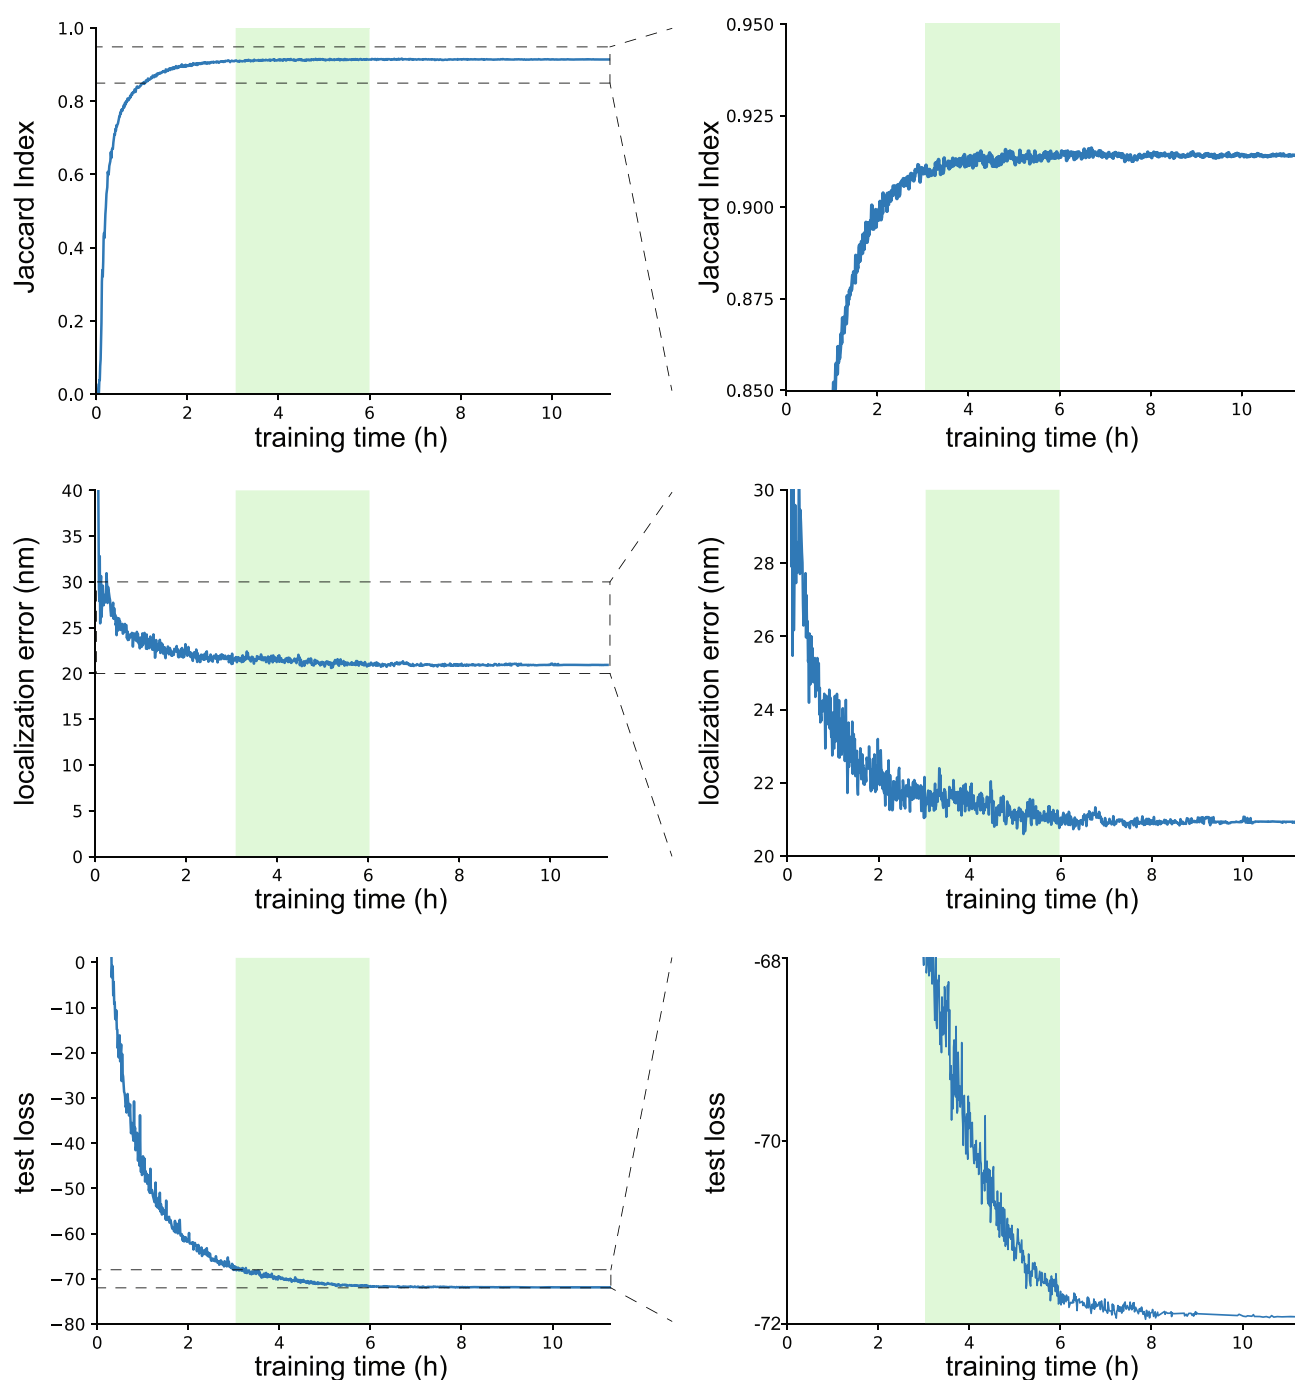 1.0
0.8
0.6
0.4
0.2
0.0
Jaccard Index
0 2 4 6 8 10
training time (h)
0.950
0.925
0.900
0.875
0.850
Jaccard Index
0 2 4 6 8 10
training time (h)
40
35
30
25
20
15
10
5
0
localization error (nm)
0 2 4 6 8 10
training time (h)
30
28
26
24
22
20
localization error (nm)
0 2 4 6 8 10
training time (h)
0
−10
−20
−30
−40
−50
−60
−70
−80
test loss
0 2 4 6 8 10
training time (h)
-68
-70
-72
test loss
0 2 4 6 8 10
training time (h)